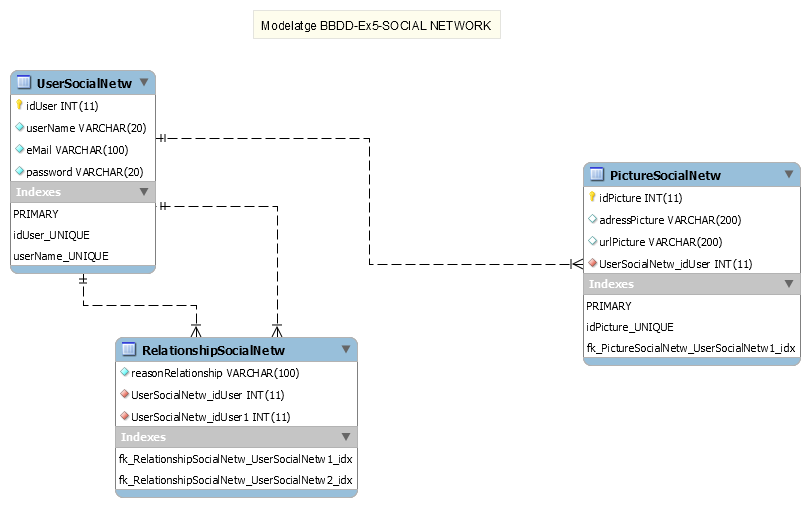 Modelatge BBDD-Ex5-SOCIAL NETWORK
UserSocialNetw
idUser INT(11)
userName VARCHAR(20)
eMail VARCHAR(100)
password VARCHAR(20)
Indexes
PRIMARY
idUser_UNIQUE
userName_UNIQUE
PictureSocialNetw
idPicture INT(11)
adressPicture VARCHAR(200)
urlPicture VARCHAR(200)
UserSocialNetw_idUser INT(11)
Indexes
PRIMARY
idPicture_UNIQUE
fk_PictureSocialNetw_UserSocialNetw1_idx
RelationshipSocialNetw
reasonRelationship VARCHAR(100)
UserSocialNetw_idUser INT(11)
UserSocialNetw_idUser1 INT(11)
Indexes
fk_RelationshipSocialNetw_UserSocialNetw1_idx
fk_RelationshipSocialNetw_UserSocialNetw2_idx